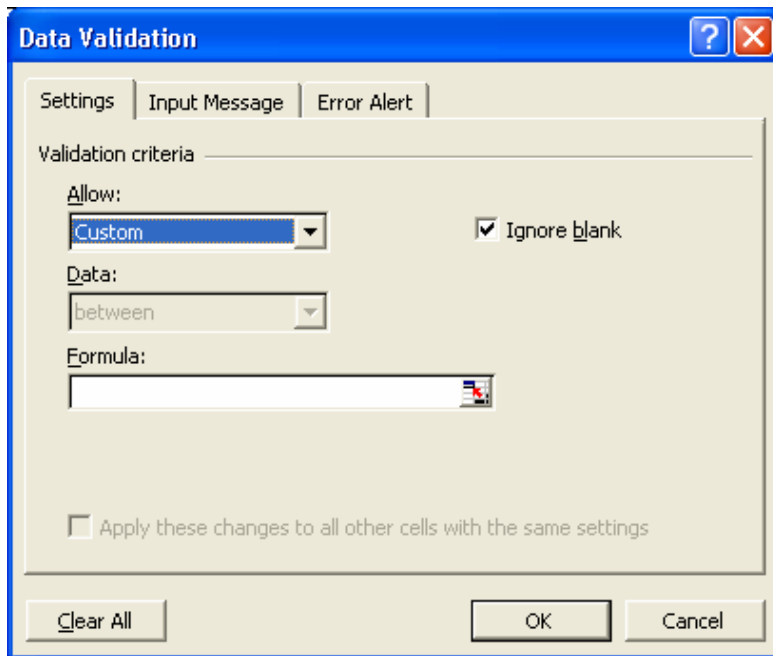 Data Validation
Settings Input Message Error Alert
Validation criteria
Allow:
Custom Ignore blank
Data:
between
Formula:
Apply these changes to all other cells with the same settings
Clear All OK Cancel